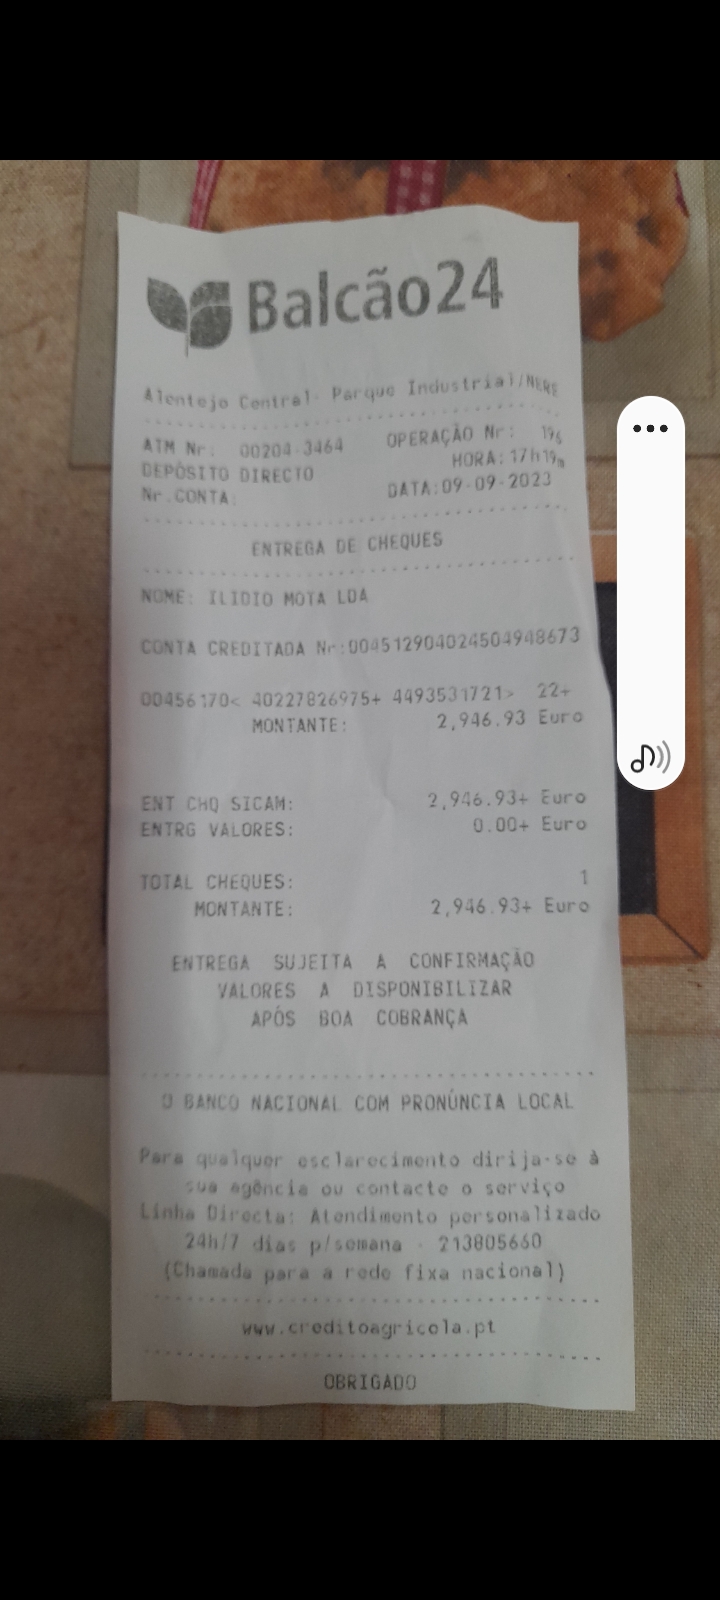 Balcão24
Alentejo Central- Parque Industrial/NERE
ATM Nr: 00204-3464 OPERAÇÃO Nr: 196
DEPÓSITO DIRECTO HORA:17h19m
Nr.CONTA: DATA:09-09-2023
ENTREGA DE CHEQUES
NOME: ILIDIO MOTA LDA
CONTA CREDITADA Nr:004512904024504948673
00456170< 40227826975+ 4493531721> 22+
MONTANTE: 2,946.93 Euro
ENT CHQ SICAM: 2,946.93+ Euro
ENTRG VALORES: 0.00+ Euro
TOTAL CHEQUES: 1
MONTANTE: 2,946.93+ Euro
ENTREGA SUJEITA A CONFIRMAÇÃO
VALORES A DISPONIBILIZAR
APÓS BOA COBRANÇA
O BANCO NACIONAL COM PRONÚNCIA LOCAL
Para qualquer esclarecimento dirija-se à
sua agência ou contacte o serviço
Linha Directa: Atendimento personalizado
24h/7 dias p/semana - 213805660
(Chamada para a rede fixa nacional)
www.creditoagricola.pt
OBRIGADO